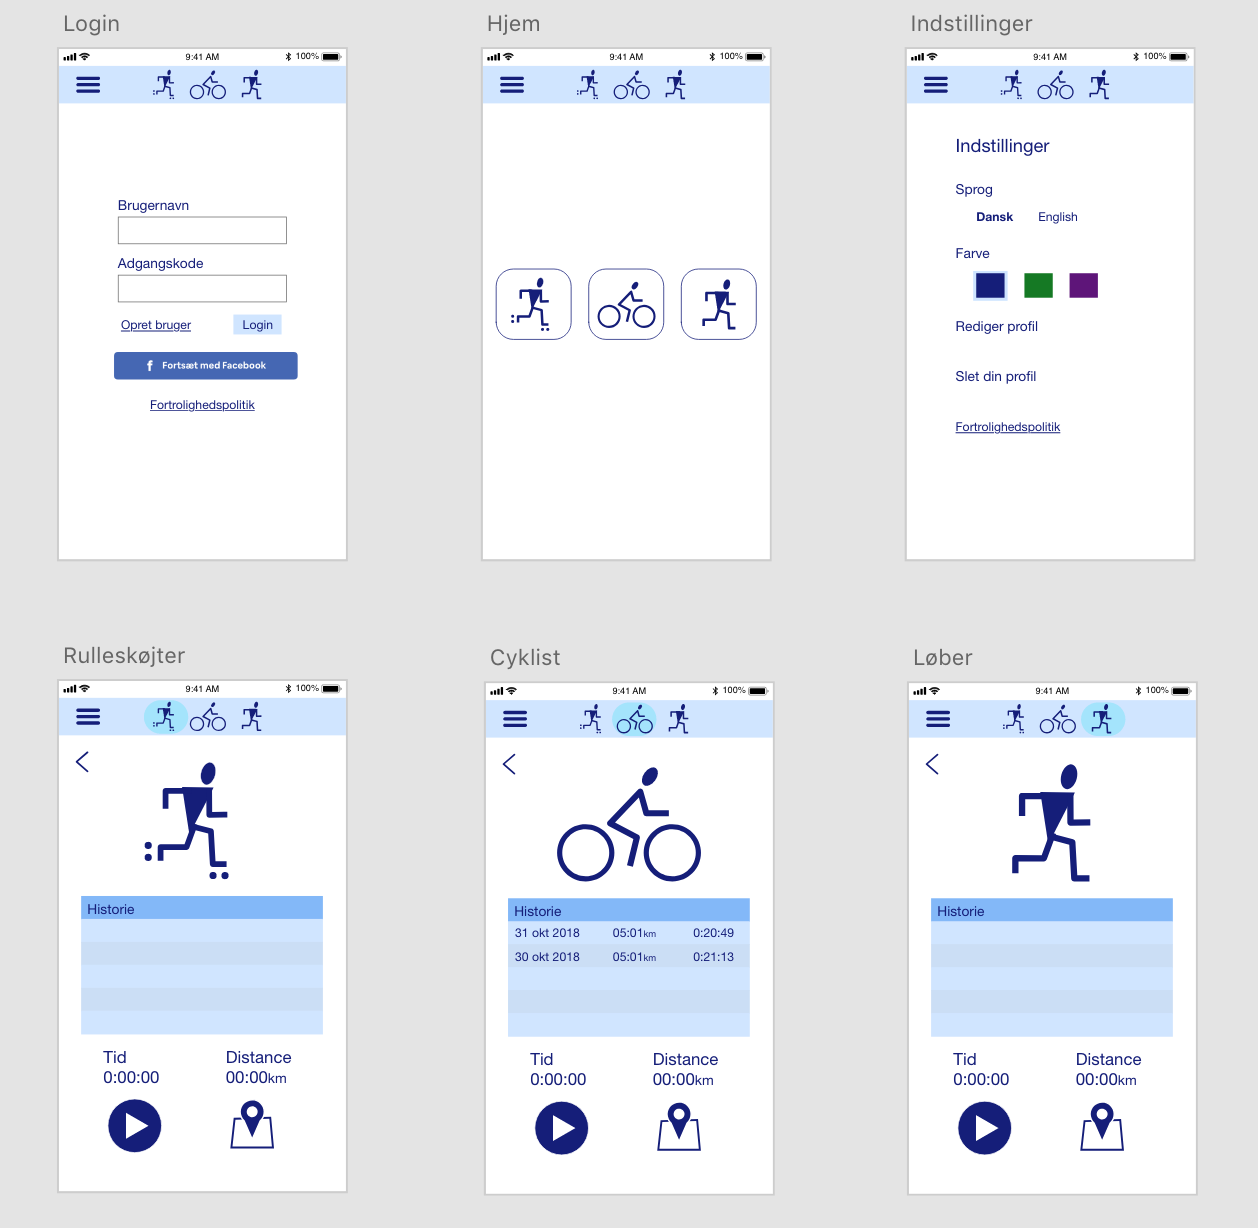 Login
9:41 AM
100%
Brugernavn
Adgangskode
Opret bruger
Login
f Fortsæt med Facebook
Fortrolighedspolitik
Hjem
9:41 AM
100%
Indstillinger
9:41 AM
100%
Indstillinger
Sprog
Dansk English
Farve
Rediger profil
Slet din profil
Fortrolighedspolitik
Rulleskøjter
9:41 AM
100%
Historie
Tid Distance
0:00:00 00:00km
Cyklist
9:41 AM
100%
Historie
31 okt 2018 05:01km 0:20:49
30 okt 2018 05:01km 0:21:13
Tid Distance
0:00:00 00:00km
Løber
9:41 AM
100%
Historie
Tid Distance
0:00:00 00:00km